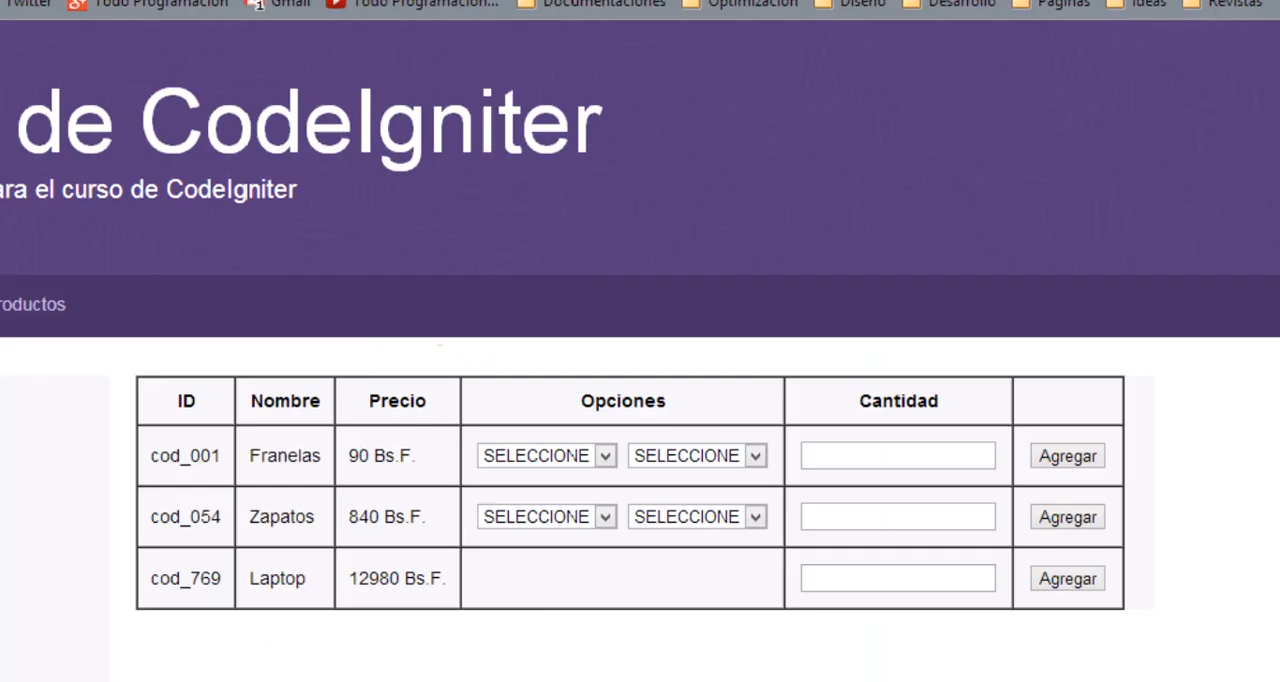 Twitter Todo Programación Gmail Todo Programación... Documentaciones Optimización Diseño Desarrollo Páginas Ideas Revistas
de CodeIgniter
el curso de CodeIgniter
ID Nombre Precio Opciones Cantidad
cod_001 Franelas 90 Bs.F. SELECCIONE SELECCIONE Agregar
cod_054 Zapatos 840 Bs.F. SELECCIONE SELECCIONE Agregar
cod_769 Laptop 12980 Bs.F. Agregar